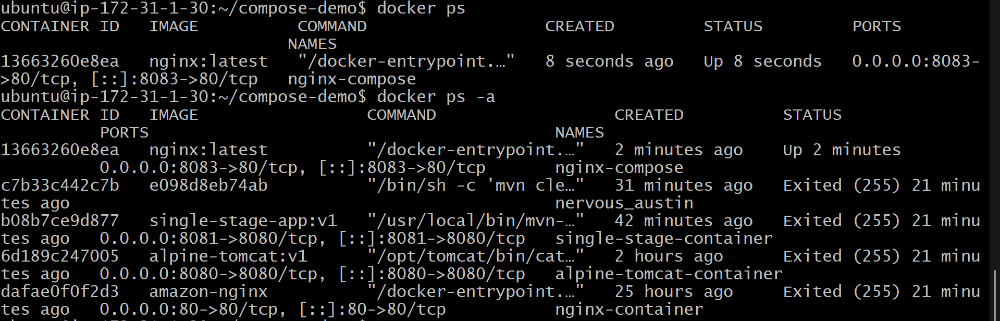 ubuntu@ip-172-31-1-30:~/compose-demo$ docker ps
CONTAINER ID   IMAGE          COMMAND                  CREATED         STATUS         PORTS
                             NAMES
13663260e8ea   nginx:latest   "/docker-entrypoint.…"   8 seconds ago   Up 8 seconds   0.0.0.0:8083-
>80/tcp, [::]:8083->80/tcp   nginx-compose
ubuntu@ip-172-31-1-30:~/compose-demo$ docker ps -a
CONTAINER ID   IMAGE                 COMMAND                  CREATED          STATUS
          PORTS                                         NAMES
13663260e8ea   nginx:latest          "/docker-entrypoint.…"   2 minutes ago    Up 2 minutes
          0.0.0.0:8083->80/tcp, [::]:8083->80/tcp       nginx-compose
c7b33c442c7b   e098d8eb74ab          "/bin/sh -c 'mvn cle…"   31 minutes ago   Exited (255) 21 minu
tes ago                                                 nervous_austin
b08b7ce9d877   single-stage-app:v1   "/usr/local/bin/mvn-…"   42 minutes ago   Exited (255) 21 minu
tes ago   0.0.0.0:8081->8080/tcp, [::]:8081->8080/tcp   single-stage-container
6d189c247005   alpine-tomcat:v1      "/opt/tomcat/bin/cat…"   2 hours ago      Exited (255) 21 minu
tes ago   0.0.0.0:8080->8080/tcp, [::]:8080->8080/tcp   alpine-tomcat-container
dafae0f0f2d3   amazon-nginx          "/docker-entrypoint.…"   25 hours ago     Exited (255) 21 minu
tes ago   0.0.0.0:80->80/tcp, [::]:80->80/tcp           nginx-container